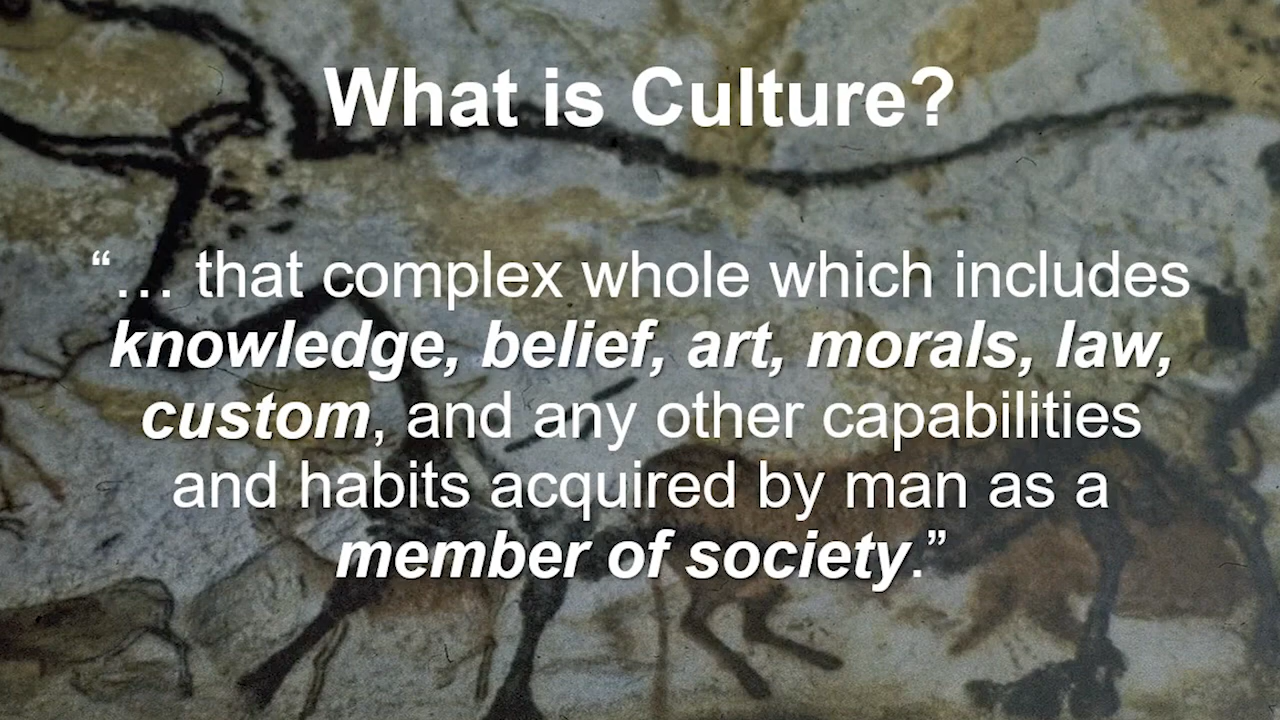 What is Culture?
“… that complex whole which includes
knowledge, belief, art, morals, law,
custom, and any other capabilities
and habits acquired by man as a
member of society.”